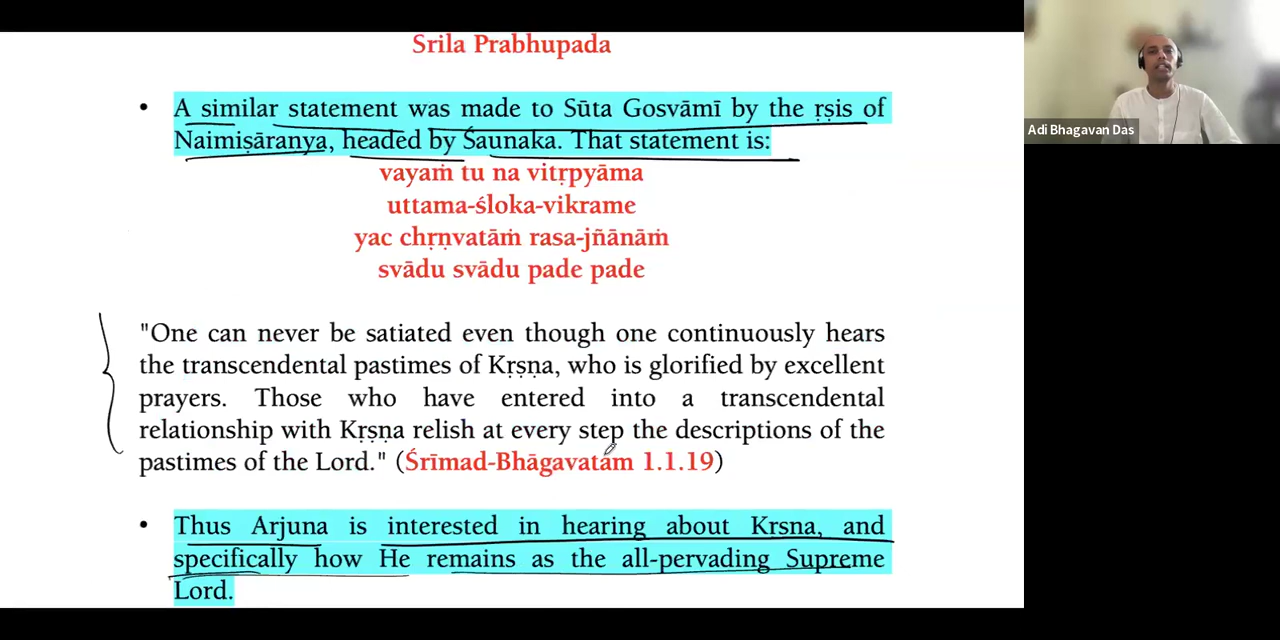 Srila Prabhupada
• A similar statement was made to Sūta Gosvāmī by the ṛṣis of
Naimiṣāraṇya, headed by Śaunaka. That statement is:
vayaṁ tu na vitṛpyāma
uttama-śloka-vikrame
yac chṛṇvatāṁ rasa-jñānāṁ
svādu svādu pade pade
"One can never be satiated even though one continuously hears
the transcendental pastimes of Kṛṣṇa, who is glorified by excellent
prayers. Those who have entered into a transcendental
relationship with Kṛṣṇa relish at every step the descriptions of the
pastimes of the Lord." (Śrīmad-Bhāgavatam 1.1.19)
• Thus Arjuna is interested in hearing about Kṛṣṇa, and
specifically how He remains as the all-pervading Supreme
Lord.
Adi Bhagavan Das